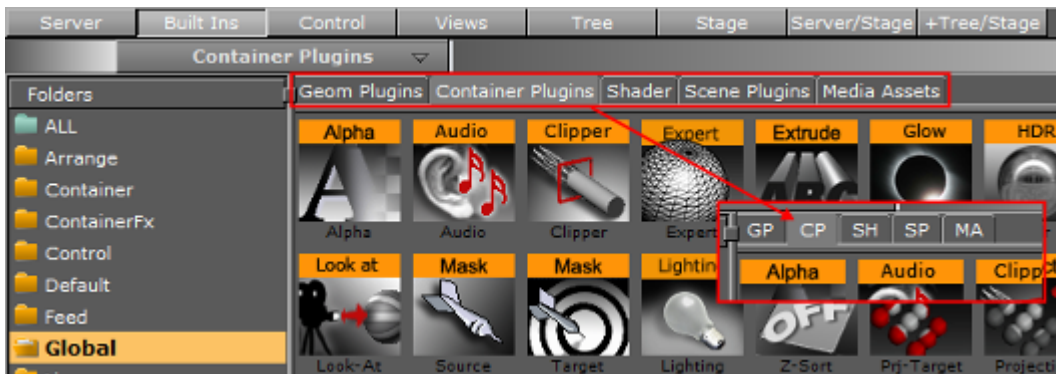 Server Built Ins Control Views Tree Stage Server/Stage +Tree/Stage
Container Plugins
Folders
Geom Plugins Container Plugins Shader Scene Plugins Media Assets
ALL
Arrange
Container
ContainerFx
Control
Default
Feed
Global
Alpha Audio Clipper Expert Extrude Glow HDR
Alpha Audio Clipper Expert
GP CP SH SP MA
Alpha Audio Clipp
Look at Mask Mask Lightin
Look-At Source Target Lighting Z-Sort Prj-Target Projecti